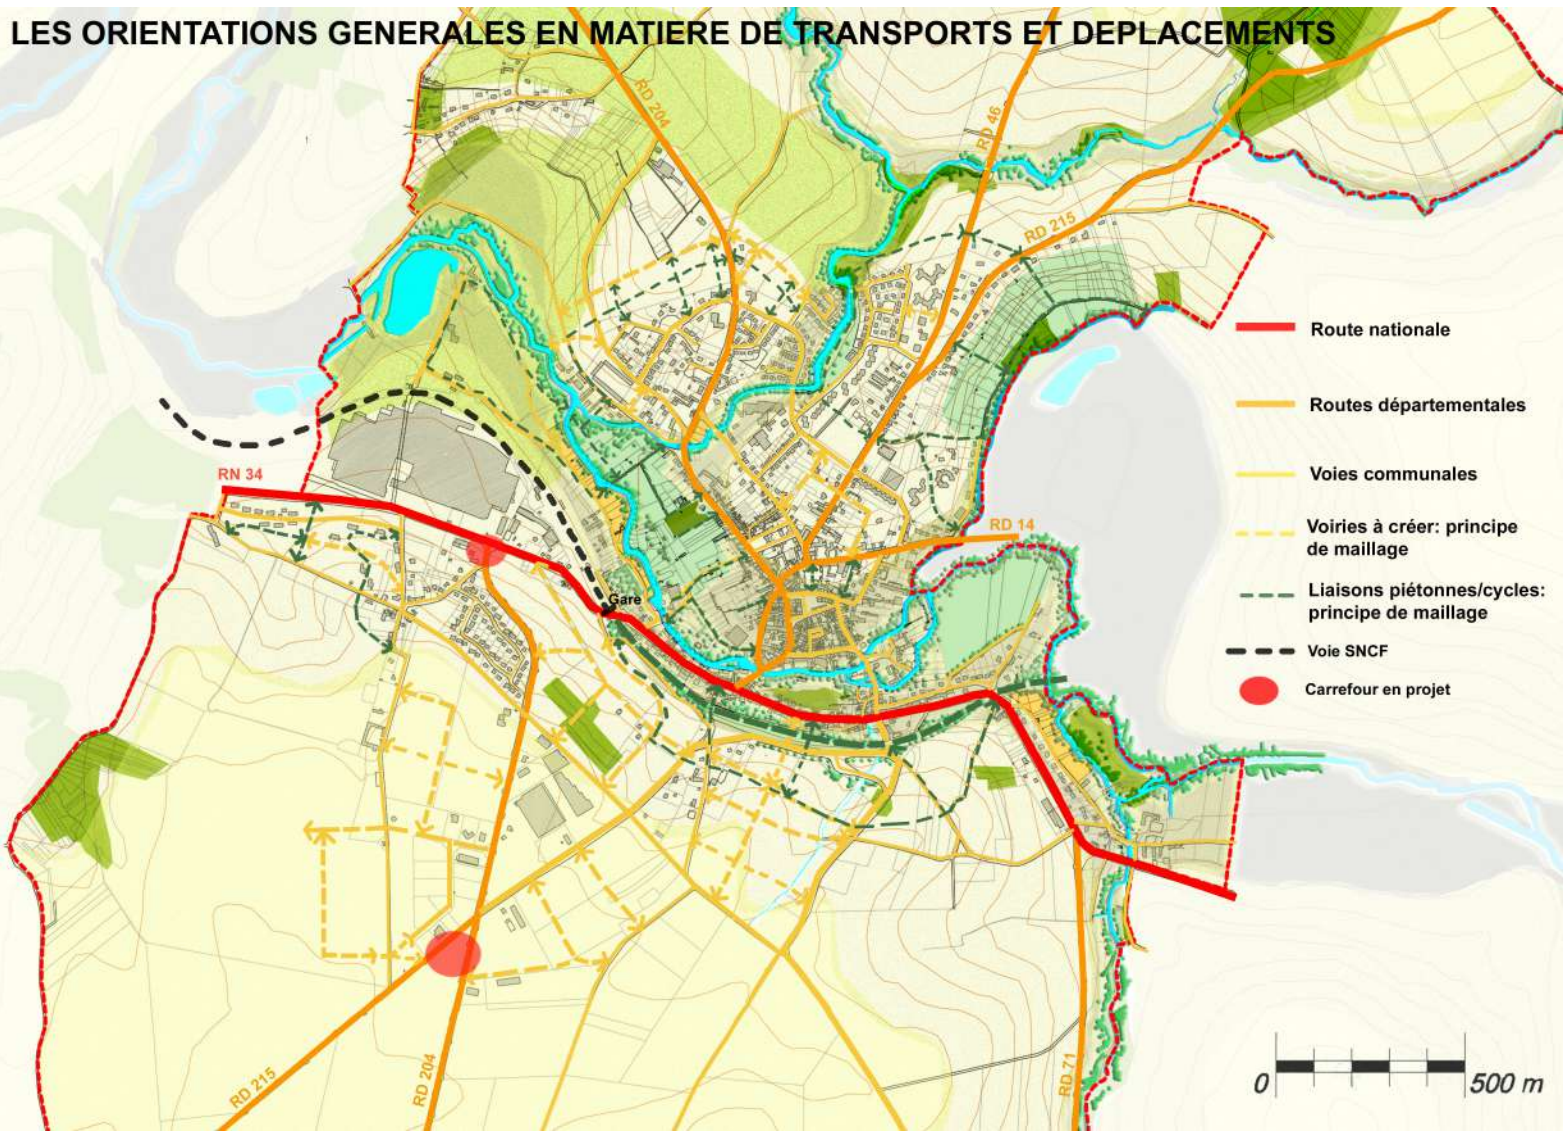 LES ORIENTATIONS GENERALES EN MATIERE DE TRANSPORTS ET DEPLACEMENTS
RD 204
RD 46
RD 215
Route nationale
Routes départementales
RN 34
Voies communales
RD 14
Voiries à créer: principe
de maillage
Gare
Liaisons piétonnes/cycles:
principe de maillage
Voie SNCF
Carrefour en projet
RD 215
RD 204
RD 71
0
500 m